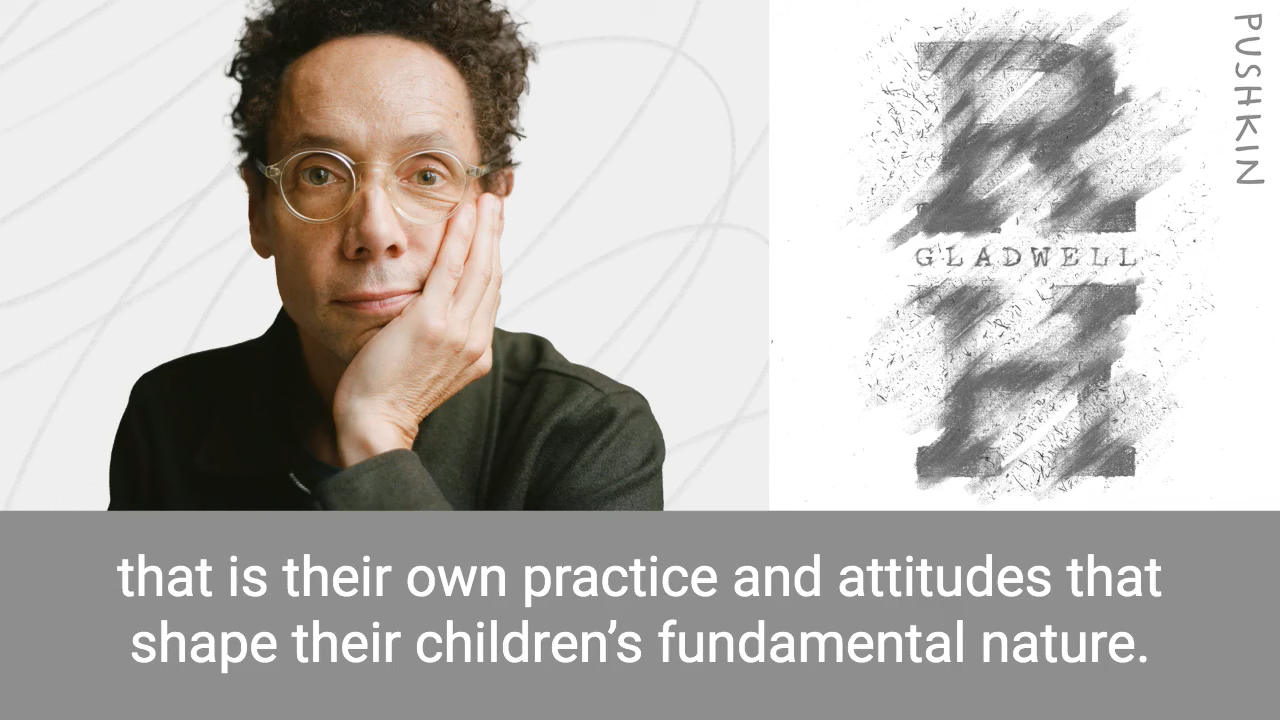 PUSHKIN
R
GLADWELL
H
that is their own practice and attitudes that
shape their children’s fundamental nature.